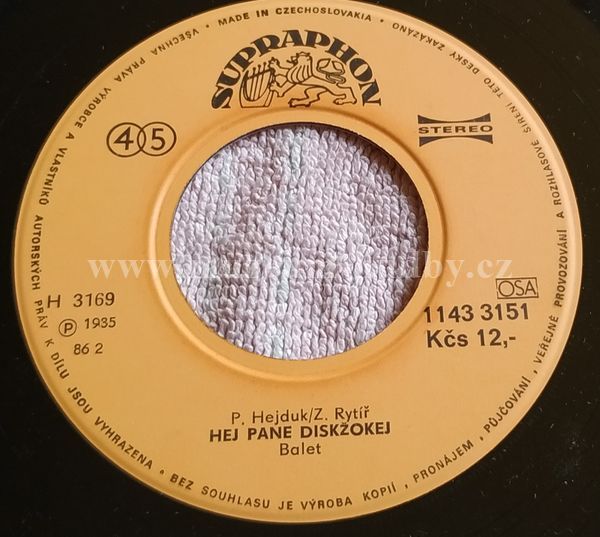 VŠECHNA PRÁVA VÝROBCE A VLASTNÍKŮ AUTORSKÝCH PRÁV K DÍLU JSOU VYHRAZENA • BEZ SOUHLASU JE VÝROBA KOPIÍ, PRONÁJEM, PŮJČOVÁNÍ, VEŘEJNÉ PROVOZOVÁNÍ A ROZHLASOVÉ ŠÍŘENÍ TÉTO DESKY ZAKÁZÁNO • MADE IN CZECHOSLOVAKIA •
SUPRAPHON
45
STEREO
H 3169
Ⓟ 1935
86 2
OSA
1143 3151
Kčs 12,-
P. Hejduk/Z. Rytíř
HEJ PANE DISKŽOKEJ
Balet